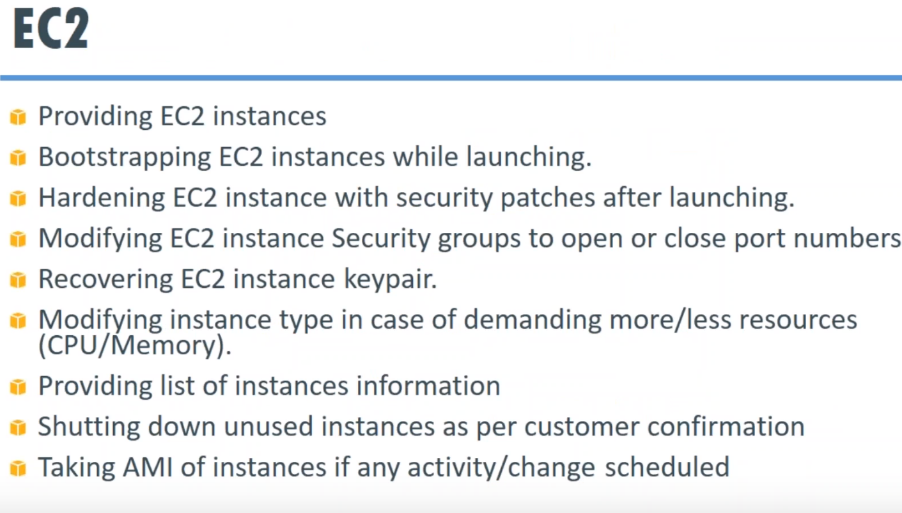 EC2
Providing EC2 instances
Bootstrapping EC2 instances while launching.
Hardening EC2 instance with security patches after launching.
Modifying EC2 instance Security groups to open or close port numbers
Recovering EC2 instance keypair.
Modifying instance type in case of demanding more/less resources
(CPU/Memory).
Providing list of instances information
Shutting down unused instances as per customer confirmation
Taking AMI of instances if any activity/change scheduled